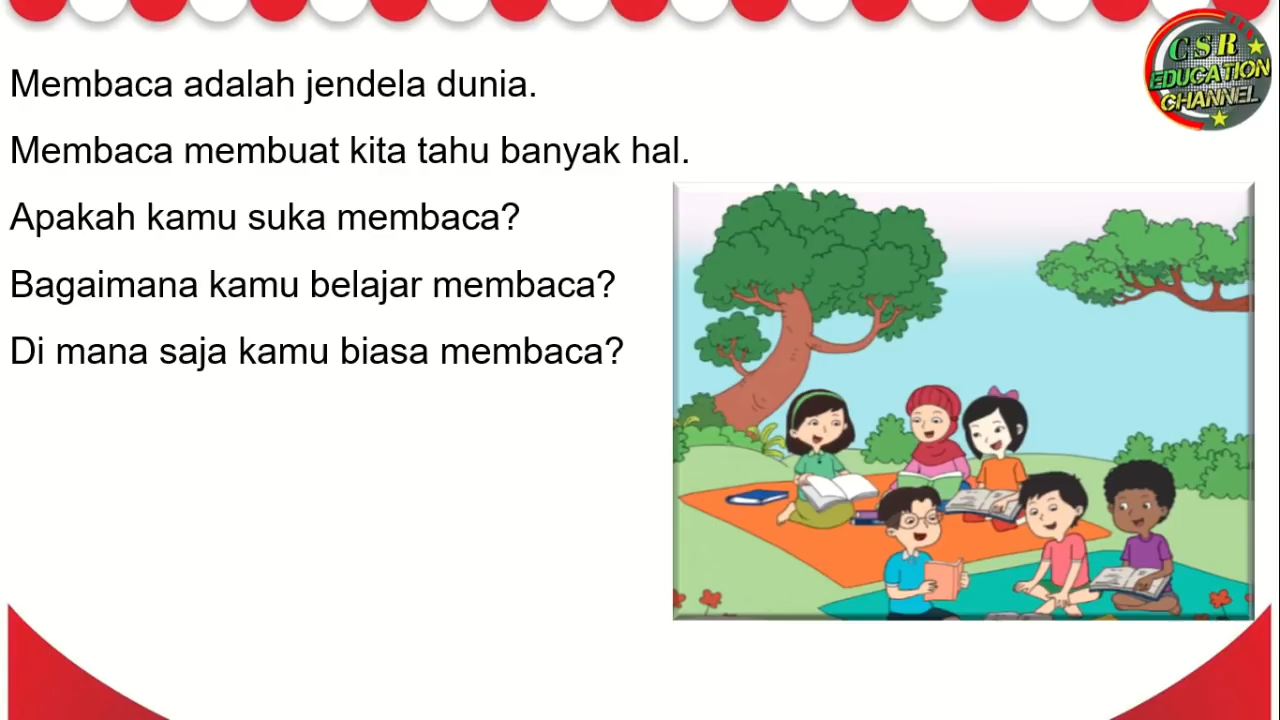 Membaca adalah jendela dunia.
Membaca membuat kita tahu banyak hal.
Apakah kamu suka membaca?
Bagaimana kamu belajar membaca?
Di mana saja kamu biasa membaca?
CSR
EDUCATION
CHANNEL